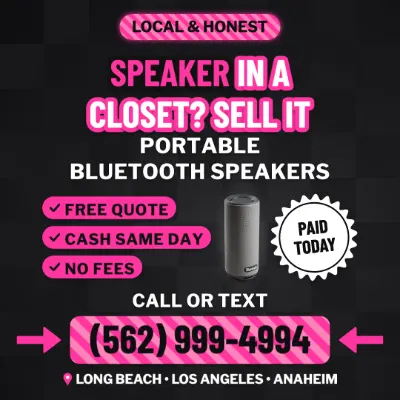 LOCAL & HONEST
SPEAKER IN A
CLOSET? SELL IT
PORTABLE
BLUETOOTH SPEAKERS
FREE QUOTE
CASH SAME DAY
NO FEES
PAID
TODAY
CALL OR TEXT
(562) 999-4994
LONG BEACH • LOS ANGELES • ANAHEIM